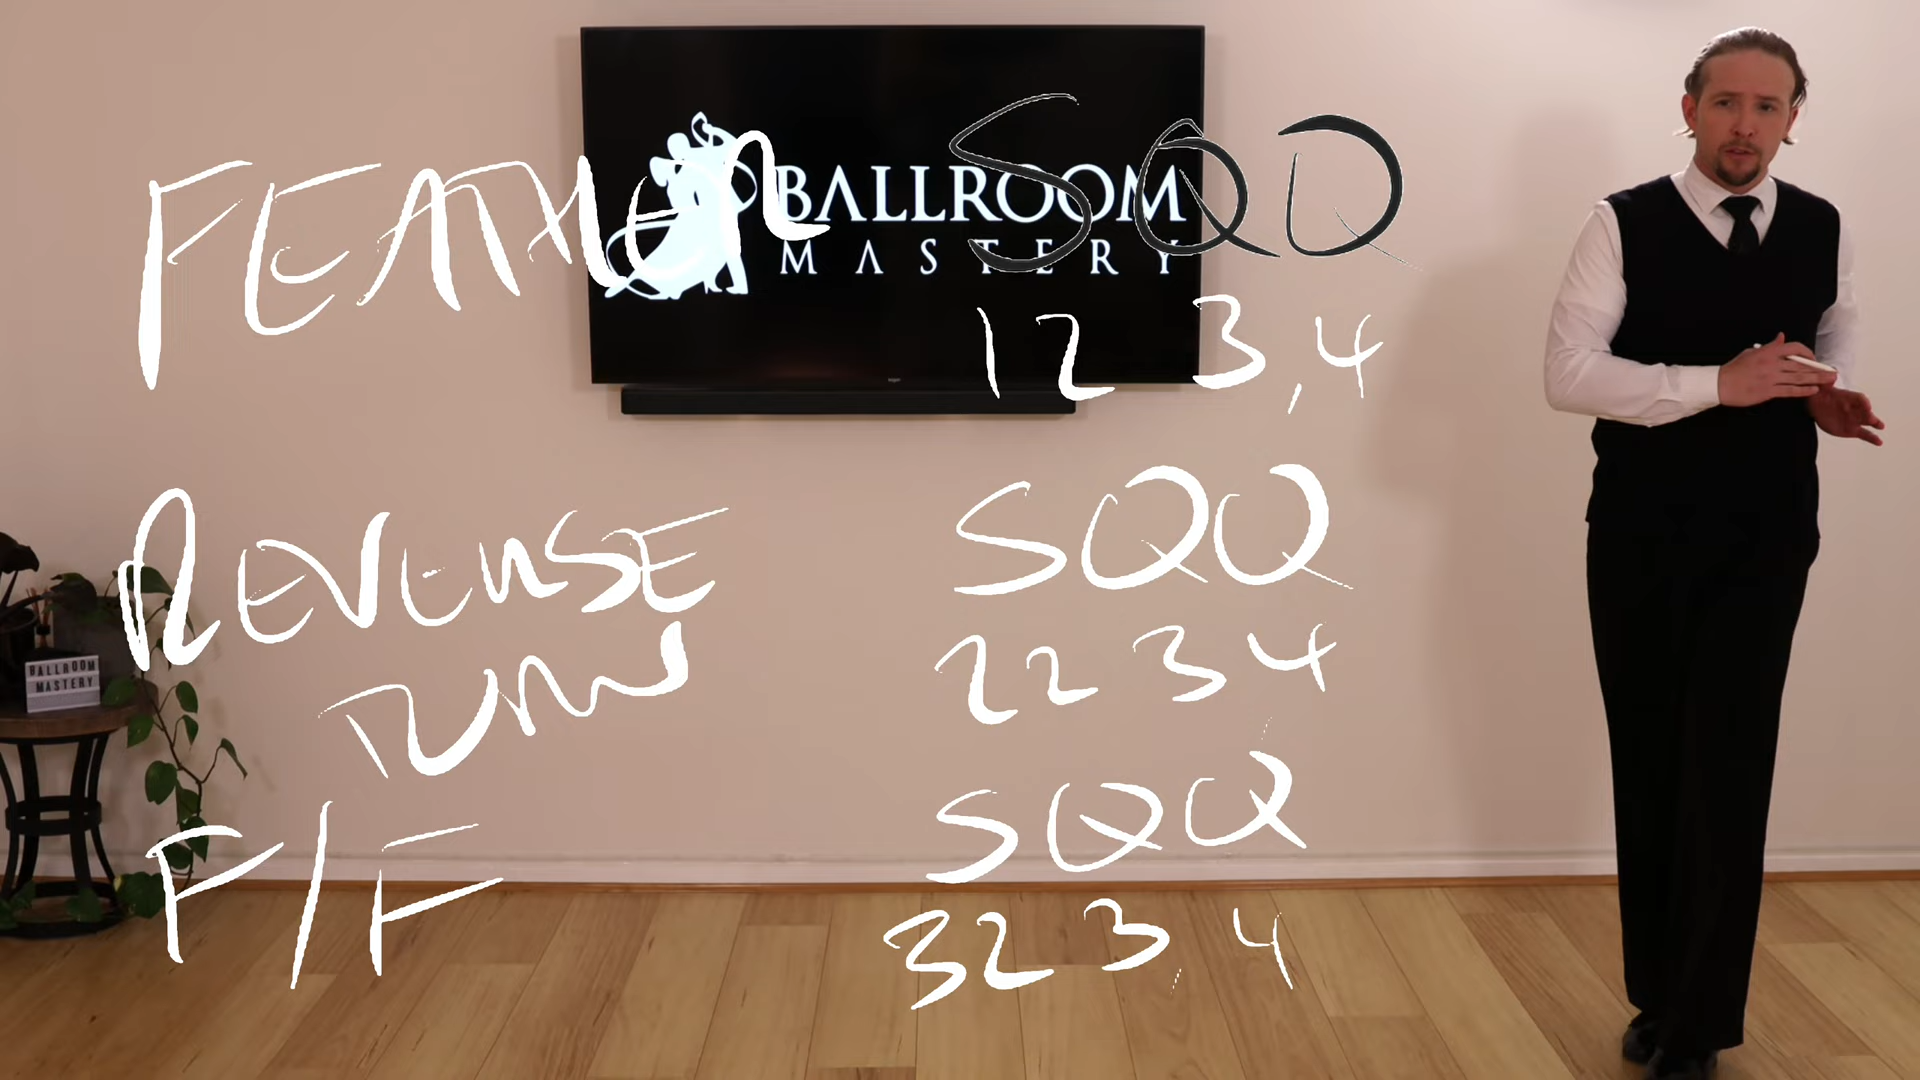 BALLROOM
MASTERY
FEATHER SQQ
12 3,4
REVERSE SQQ
TURN 22 3 4
F/F SQQ
32 3,4
BALLROOM
MASTERY